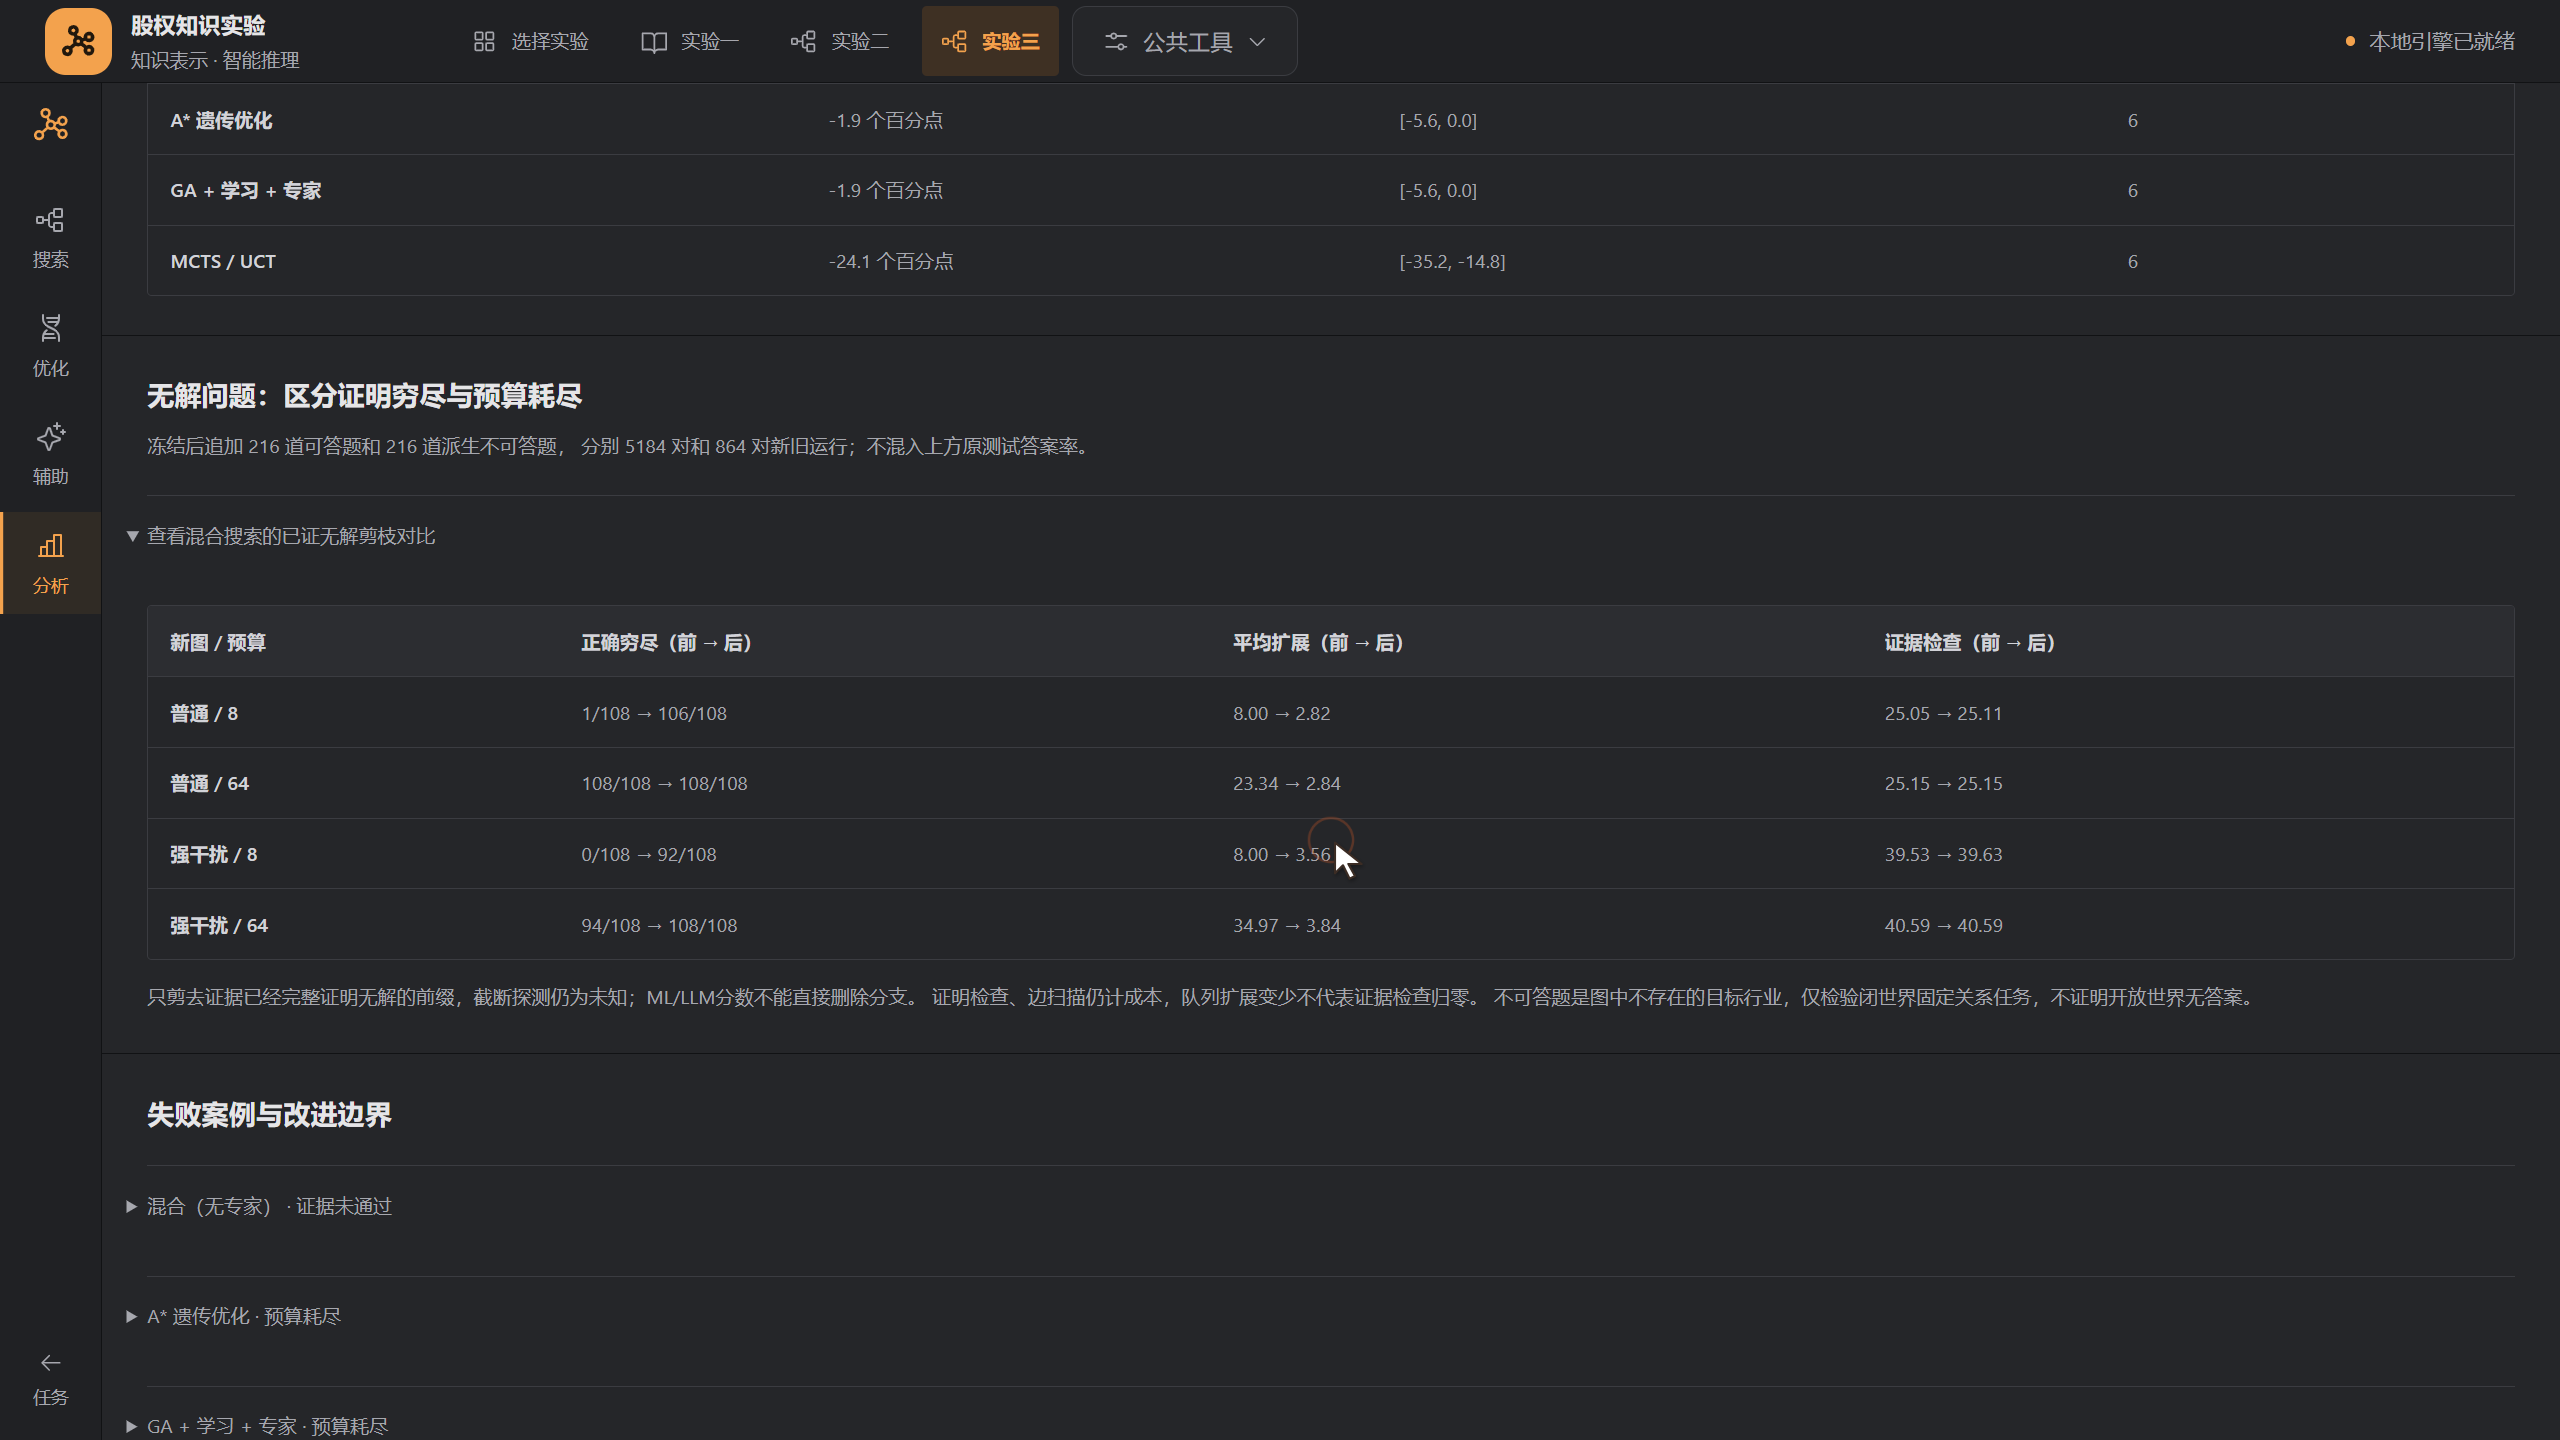 股权知识实验
知识表示 · 智能推理
选择实验
实验一
实验二
实验三
公共工具
本地引擎已就绪
搜索
优化
辅助
分析
任务
A* 遗传优化 -1.9 个百分点 [-5.6, 0.0] 6
GA + 学习 + 专家 -1.9 个百分点 [-5.6, 0.0] 6
MCTS / UCT -24.1 个百分点 [-35.2, -14.8] 6
无解问题：区分证明穷尽与预算耗尽
冻结后追加 216 道可答题和 216 道派生不可答题， 分别 5184 对和 864 对新旧运行；不混入上方原测试答案率。
查看混合搜索的已证无解剪枝对比
新图 / 预算 正确穷尽（前 → 后） 平均扩展（前 → 后） 证据检查（前 → 后）
普通 / 8 1/108 → 106/108 8.00 → 2.82 25.05 → 25.11
普通 / 64 108/108 → 108/108 23.34 → 2.84 25.15 → 25.15
强干扰 / 8 0/108 → 92/108 8.00 → 3.56 39.53 → 39.63
强干扰 / 64 94/108 → 108/108 34.97 → 3.84 40.59 → 40.59
只剪去证据已经完整证明无解的前缀，截断探测仍为未知；ML/LLM分数不能直接删除分支。 证明检查、边扫描仍计成本，队列扩展变少不代表证据检查归零。 不可答题是图中不存在的目标行业，仅检验闭世界固定关系任务，不证明开放世界无答案。
失败案例与改进边界
混合（无专家） · 证据未通过
A* 遗传优化 · 预算耗尽
GA + 学习 + 专家 · 预算耗尽